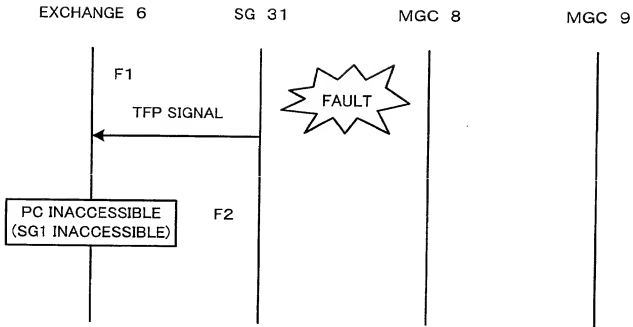 EXCHANGE 6 SG 31 MGC 8 MGC 9
F1
FAULT
TFP SIGNAL
PC INACCESSIBLE
(SG1 INACCESSIBLE)
F2